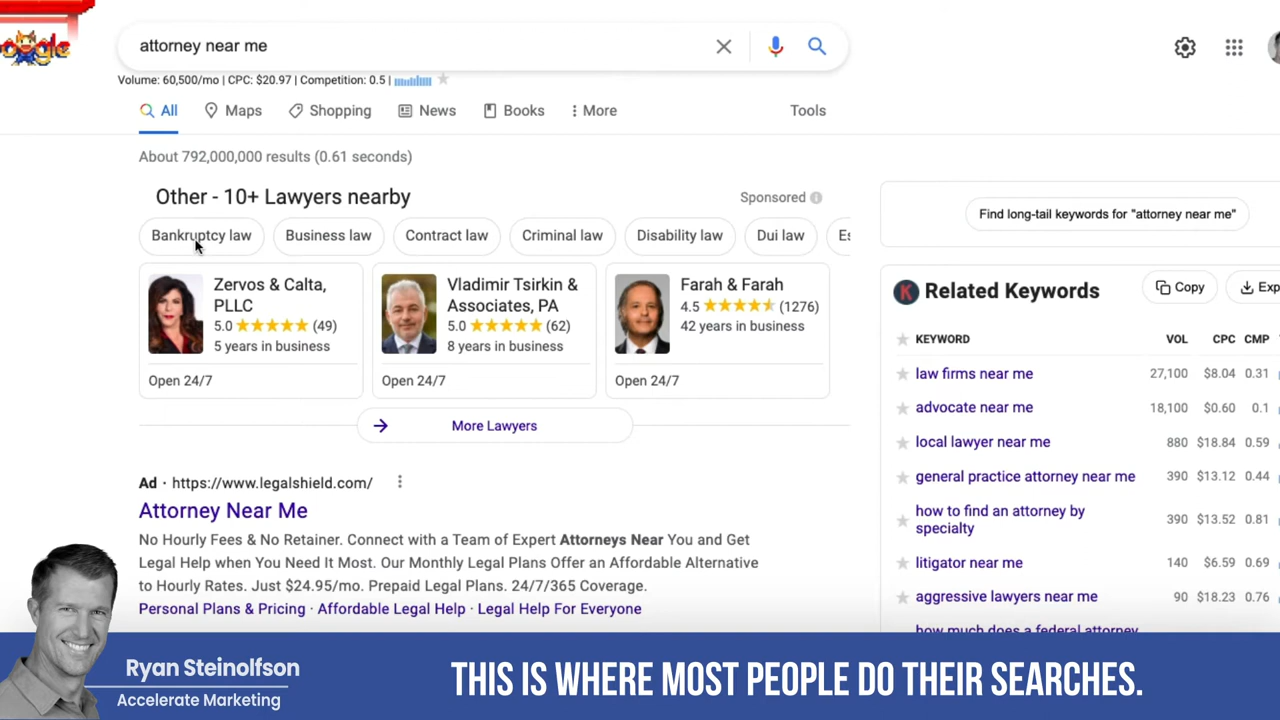 attorney near me
Volume: 60,500/mo | CPC: $20.97 | Competition: 0.5 |
All Maps Shopping News Books More Tools
About 792,000,000 results (0.61 seconds)
Other - 10+ Lawyers nearby
Sponsored
Bankruptcy law Business law Contract law Criminal law Disability law Dui law
Zervos & Calta,
PLLC
5.0 (49)
5 years in business
Open 24/7
Vladimir Tsirkin &
Associates, PA
5.0 (62)
8 years in business
Open 24/7
Farah & Farah
4.5 (1276)
42 years in business
Open 24/7
More Lawyers
Ad · https://www.legalshield.com/
Attorney Near Me
No Hourly Fees & No Retainer. Connect with a Team of Expert Attorneys Near You and Get
Legal Help when You Need It Most. Our Monthly Legal Plans Offer an Affordable Alternative
to Hourly Rates. Just $24.95/mo. Prepaid Legal Plans. 24/7/365 Coverage.
Personal Plans & Pricing · Affordable Legal Help · Legal Help For Everyone
Find long-tail keywords for "attorney near me"
K Related Keywords
Copy
KEYWORD VOL CPC CMP
law firms near me 27,100 $8.04 0.31
advocate near me 18,100 $0.60 0.1
local lawyer near me 880 $18.84 0.59
general practice attorney near me 390 $13.12 0.44
how to find an attorney by
specialty 390 $13.52 0.81
litigator near me 140 $6.59 0.69
aggressive lawyers near me 90 $18.23 0.76
how much does a federal attorney
Ryan Steinolfson
Accelerate Marketing
THIS IS WHERE MOST PEOPLE DO THEIR SEARCHES.